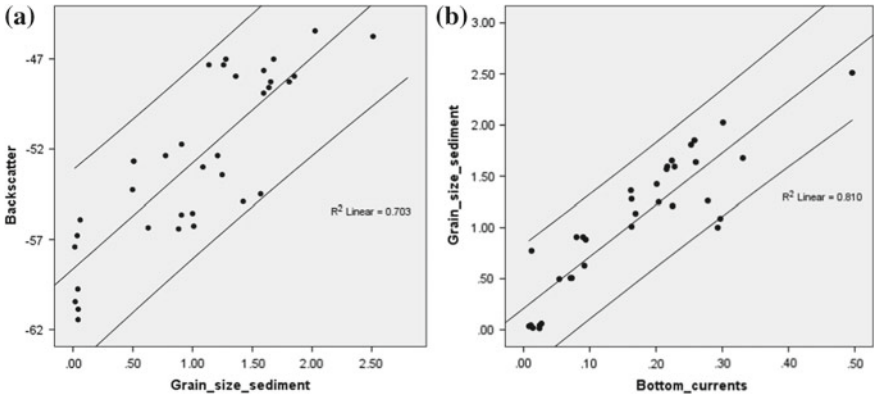 (a)
Backscatter
-47
-52
-57
-62
R² Linear = 0.703
.00 .50 1.00 1.50 2.00 2.50
Grain_size_sediment
(b)
Grain_size_sediment
3.00
2.50
2.00
1.50
1.00
.50
.00
R² Linear = 0.810
.00 .10 .20 .30 .40 .50
Bottom_currents